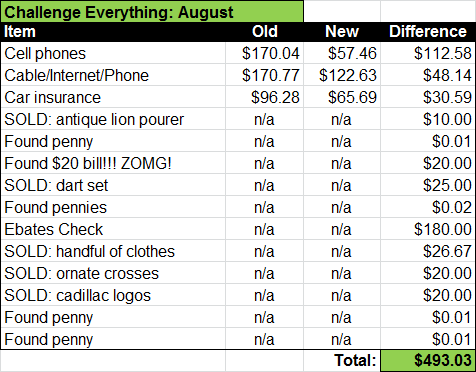 Challenge Everything: August
Item Old New Difference
Cell phones $170.04 $57.46 $112.58
Cable/Internet/Phone $170.77 $122.63 $48.14
Car insurance $96.28 $65.69 $30.59
SOLD: antique lion pourer n/a n/a $10.00
Found penny n/a n/a $0.01
Found $20 bill!!! ZOMG! n/a n/a $20.00
SOLD: dart set n/a n/a $25.00
Found pennies n/a n/a $0.02
Ebates Check n/a n/a $180.00
SOLD: handful of clothes n/a n/a $26.67
SOLD: ornate crosses n/a n/a $20.00
SOLD: cadillac logos n/a n/a $20.00
Found penny n/a n/a $0.01
Found penny n/a n/a $0.01
Total: $493.03